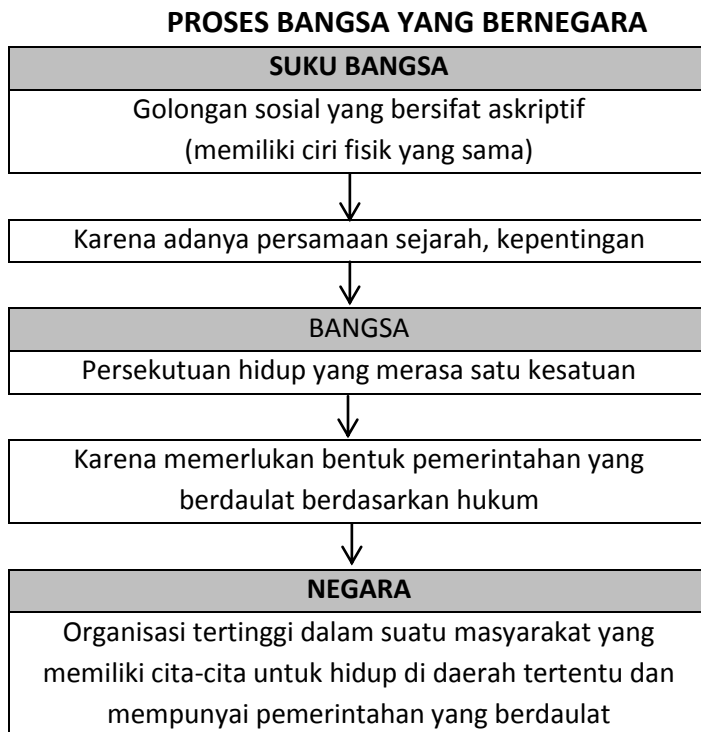 PROSES BANGSA YANG BERNEGARA
SUKU BANGSA
Golongan sosial yang bersifat askriptif
(memiliki ciri fisik yang sama)
Karena adanya persamaan sejarah, kepentingan
BANGSA
Persekutuan hidup yang merasa satu kesatuan
Karena memerlukan bentuk pemerintahan yang
berdaulat berdasarkan hukum
NEGARA
Organisasi tertinggi dalam suatu masyarakat yang
memiliki cita-cita untuk hidup di daerah tertentu dan
mempunyai pemerintahan yang berdaulat